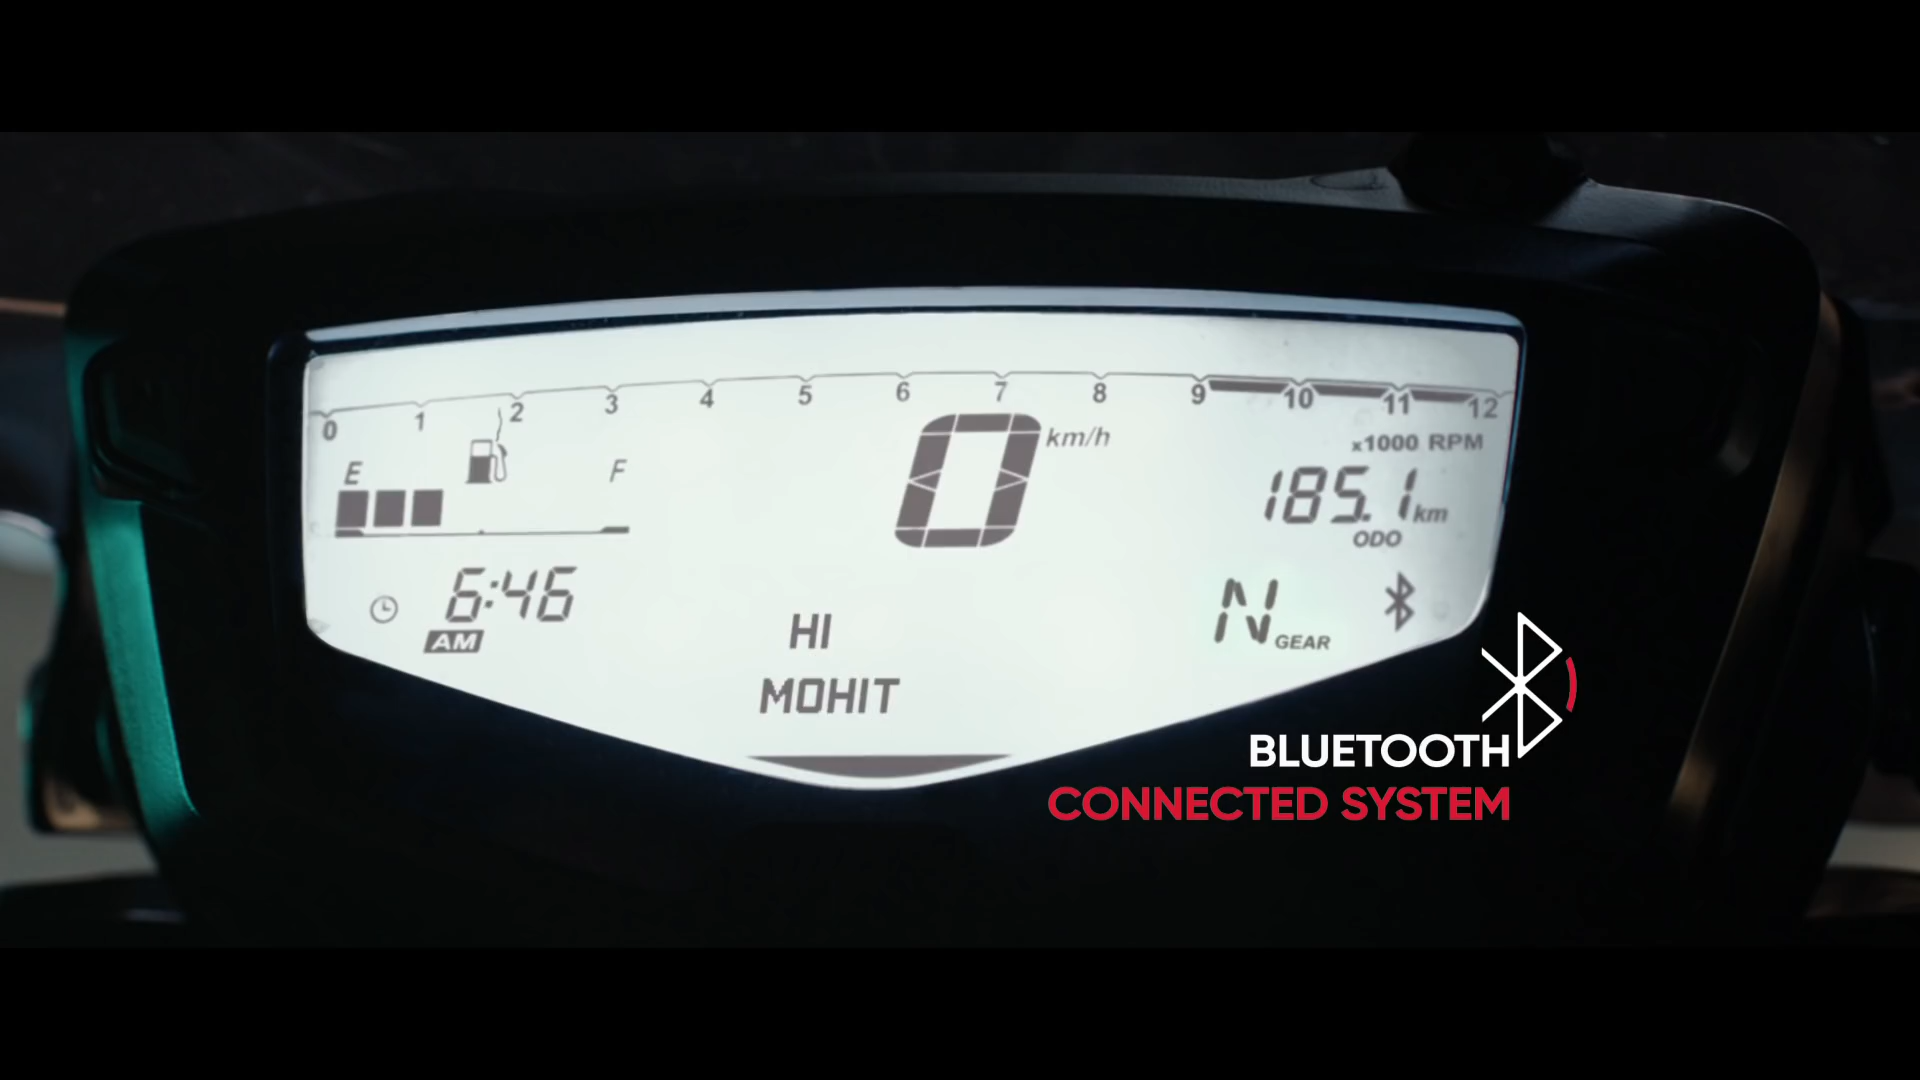 0 1 2 3 4 5 6 7 8 9 10 11 12
x1000 RPM
E F
0 km/h
185.1 km
ODO
6:46
AM
N GEAR
HI
MOHIT
BLUETOOTH
CONNECTED SYSTEM